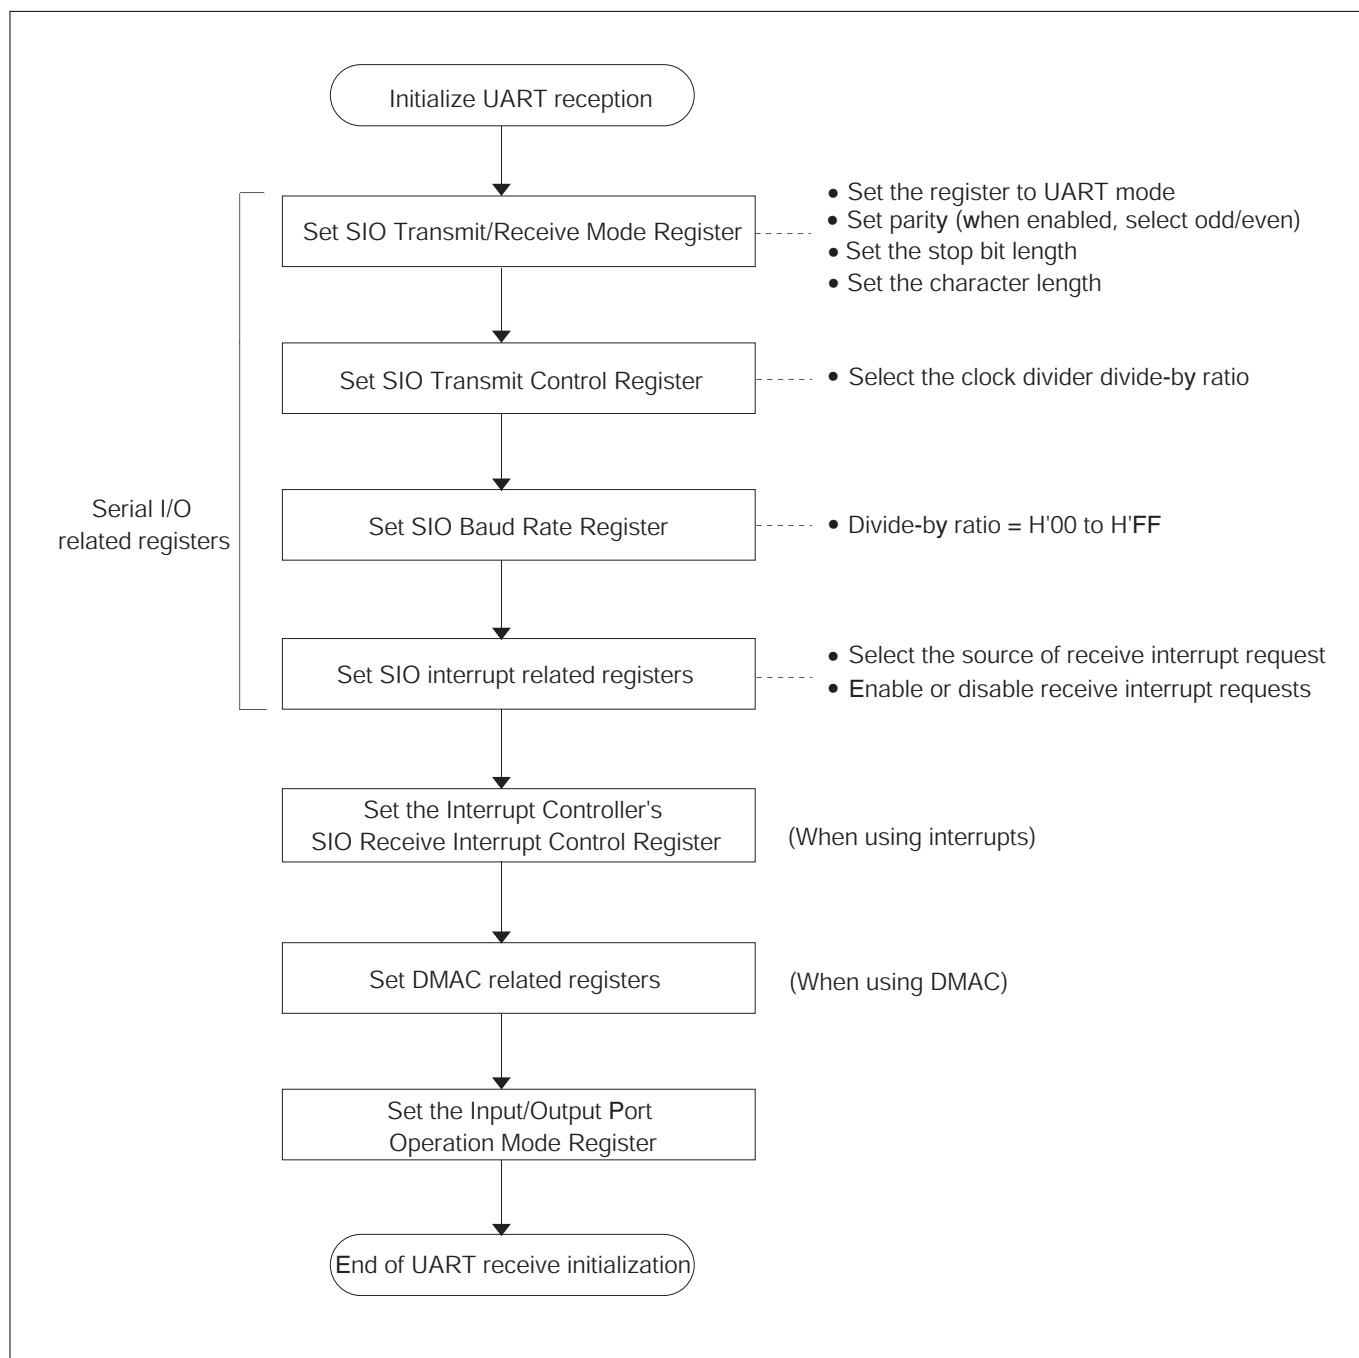 Initialize UART reception
Set SIO Transmit/Receive Mode Register
• Set the register to UART mode
• Set parity (when enabled, select odd/even)
• Set the stop bit length
• Set the character length
Set SIO Transmit Control Register
• Select the clock divider divide-by ratio
Serial I/O
related registers
Set SIO Baud Rate Register
• Divide-by ratio = H'00 to H'FF
Set SIO interrupt related registers
• Select the source of receive interrupt request
• Enable or disable receive interrupt requests
Set the Interrupt Controller's
SIO Receive Interrupt Control Register
(When using interrupts)
Set DMAC related registers
(When using DMAC)
Set the Input/Output Port
Operation Mode Register
End of UART receive initialization